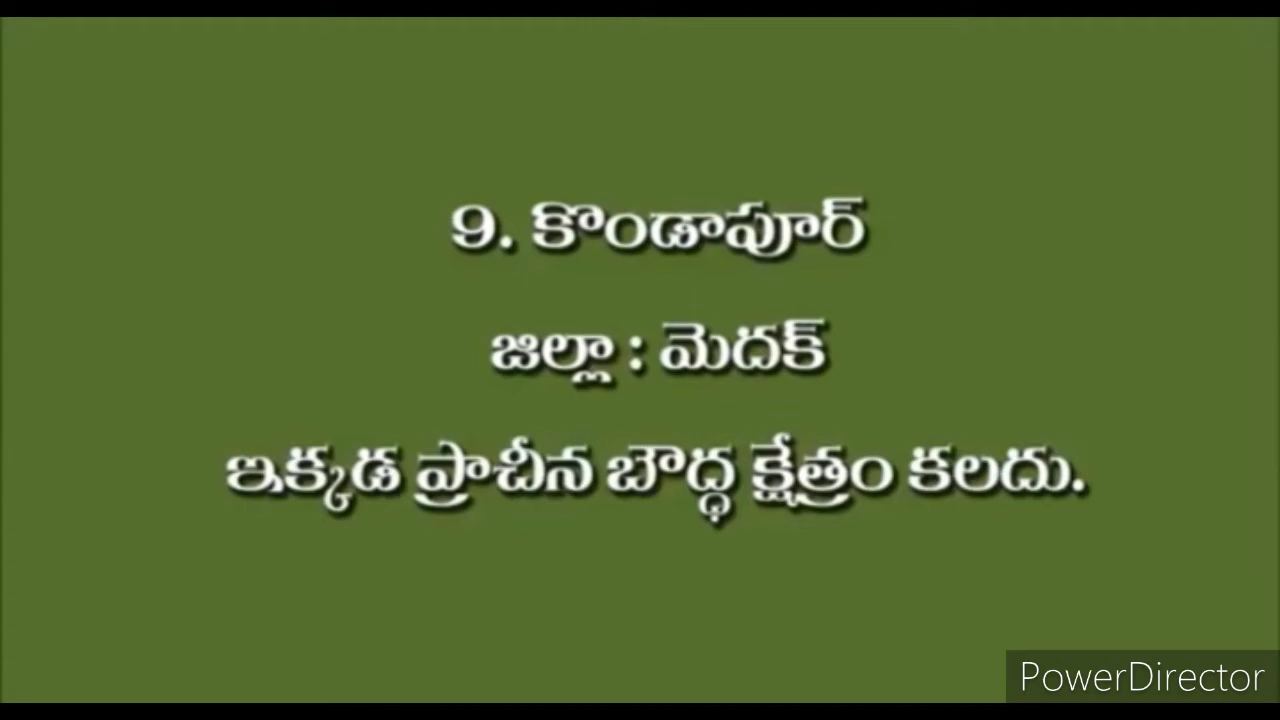 9. కొండాపూర్
జిల్లా : మెదక్
ఇక్కడ ప్రాచీన బౌద్ధ క్షేత్రం కలదు.
PowerDirector